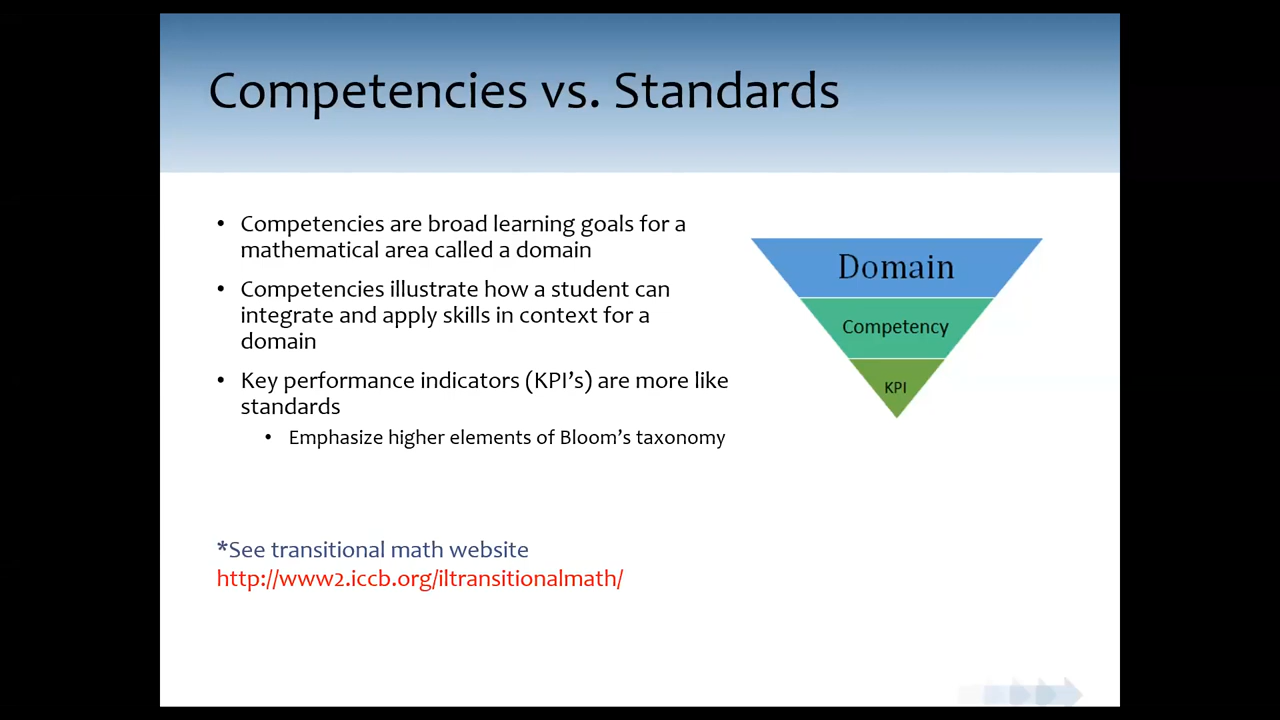 Competencies vs. Standards
• Competencies are broad learning goals for a
mathematical area called a domain
• Competencies illustrate how a student can
integrate and apply skills in context for a
domain
• Key performance indicators (KPI’s) are more like
standards
• Emphasize higher elements of Bloom’s taxonomy
Domain
Competency
KPI
*See transitional math website
http://www2.iccb.org/iltransitionalmath/